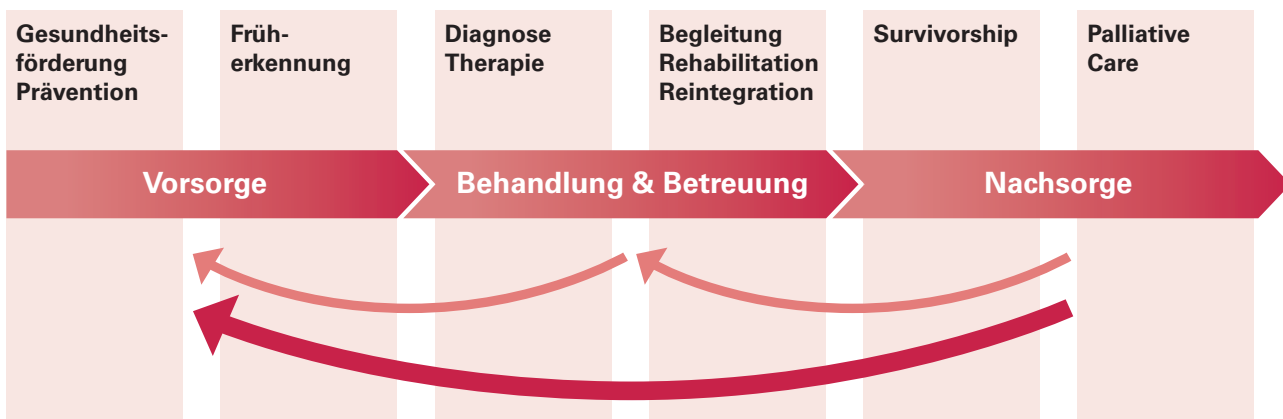 Gesundheits-
förderung
Prävention
Früh-
erkennung
Diagnose
Therapie
Begleitung
Rehabilitation
Reintegration
Survivorship
Palliative
Care
Vorsorge
Behandlung & Betreuung
Nachsorge